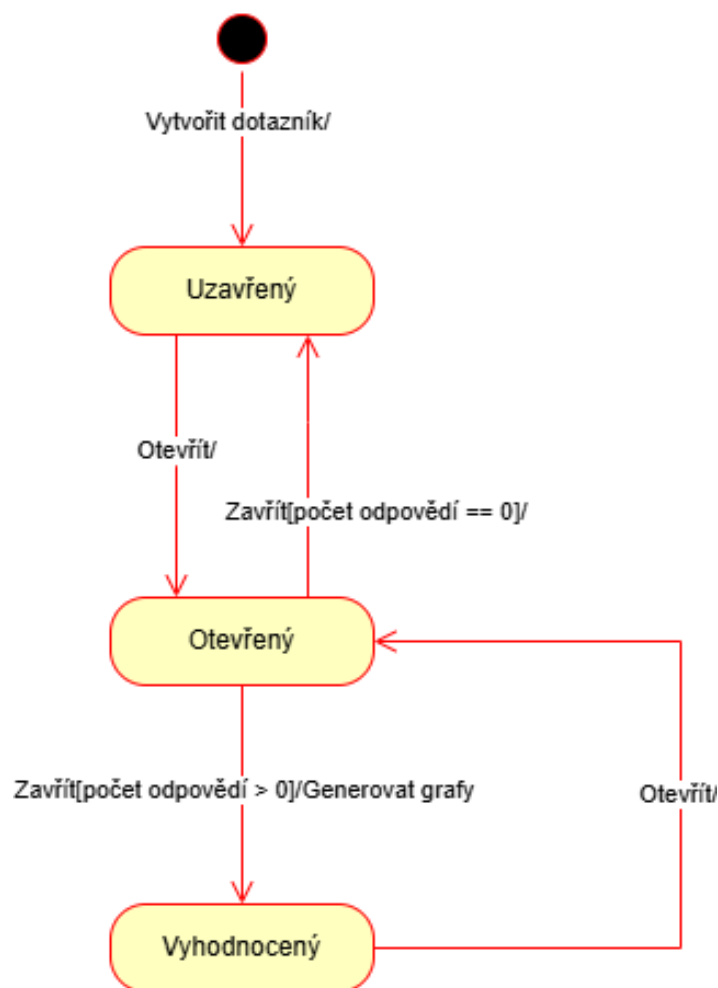 Vytvořit dotazník/
Uzavřený
Otevřít/
Zavřít[počet odpovědí == 0]/
Otevřený
Zavřít[počet odpovědí > 0]/Generovat grafy
Otevřít/
Vyhodnocený